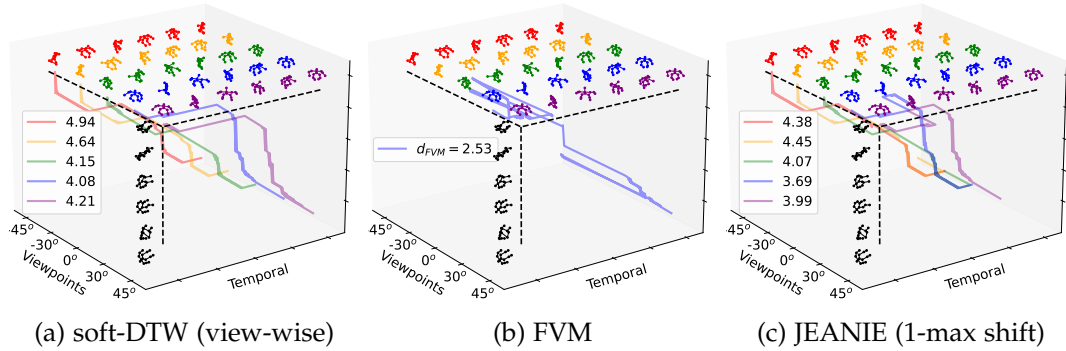 4.94
4.64
4.15
4.08
4.21
-45°
-30°
0°
30°
45°
Viewpoints
Temporal
(a) soft-DTW (view-wise)
d_FVM = 2.53
-45°
-30°
0°
30°
45°
Viewpoints
Temporal
(b) FVM
4.38
4.45
4.07
3.69
3.99
-45°
-30°
0°
30°
45°
Viewpoints
Temporal
(c) JEANIE (1-max shift)